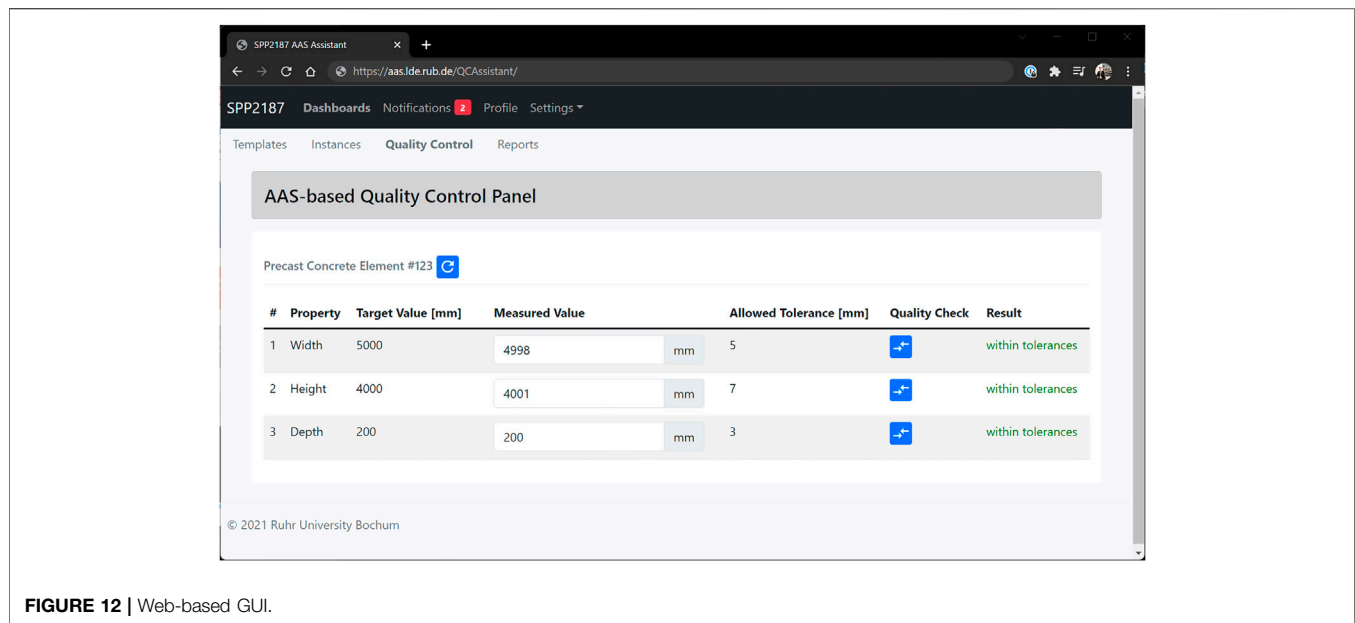 SPP2187 AAS Assistant
https://aas.lde.rub.de/QCAssistant/
SPP2187 Dashboards Notifications 2 Profile Settings
Templates Instances Quality Control Reports
AAS-based Quality Control Panel
Precast Concrete Element #123
# Property Target Value [mm] Measured Value Allowed Tolerance [mm] Quality Check Result
1 Width 5000 4998 mm 5 within tolerances
2 Height 4000 4001 mm 7 within tolerances
3 Depth 200 200 mm 3 within tolerances
© 2021 Ruhr University Bochum
FIGURE 12 | Web-based GUI.